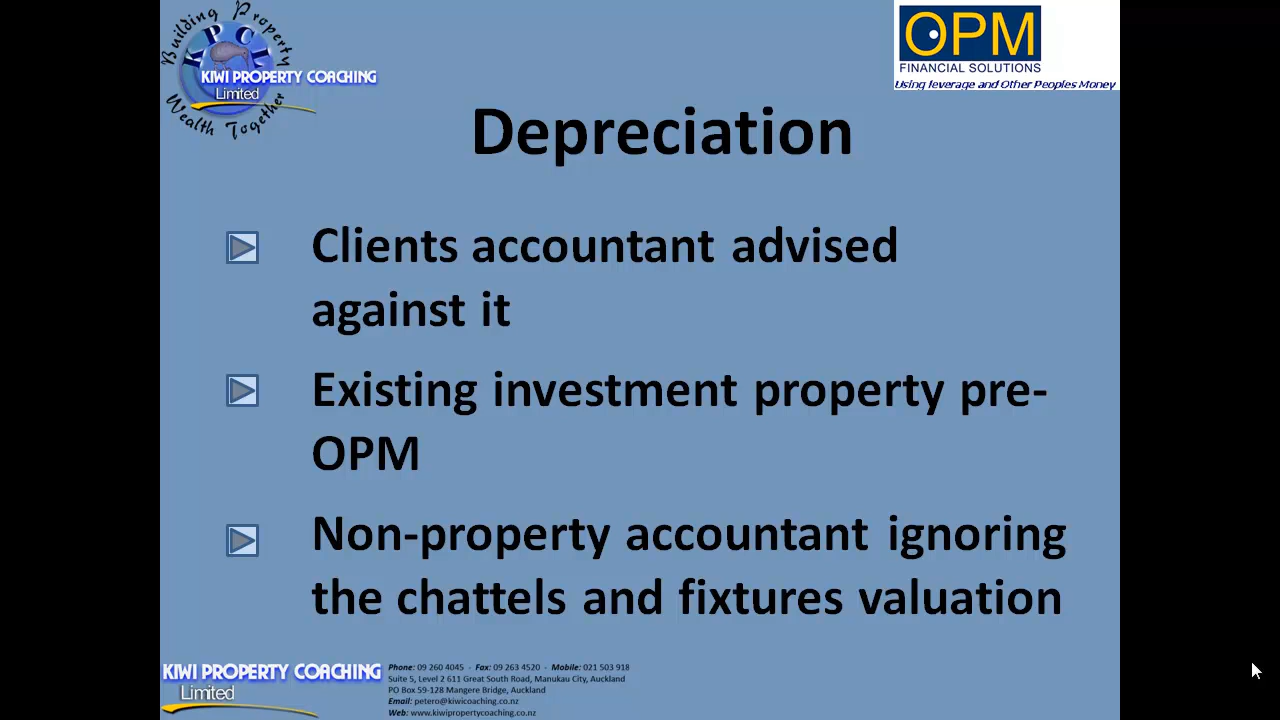 Building Property
KPCL
KIWI PROPERTY COACHING
Limited
Wealth Together
OPM
FINANCIAL SOLUTIONS
Using leverage and Other Peoples Money
Depreciation
Clients accountant advised
against it
Existing investment property pre-
OPM
Non-property accountant ignoring
the chattels and fixtures valuation
KIWI PROPERTY COACHING
Limited
Phone: 09 260 4045 - Fax: 09 263 4520 - Mobile: 021 503 918
Suite 5, Level 2 611 Great South Road, Manukau City, Auckland
PO Box 59-128 Mangere Bridge, Auckland
Email: petero@kiwicoaching.co.nz
Web: www.kiwipropertycoaching.co.nz